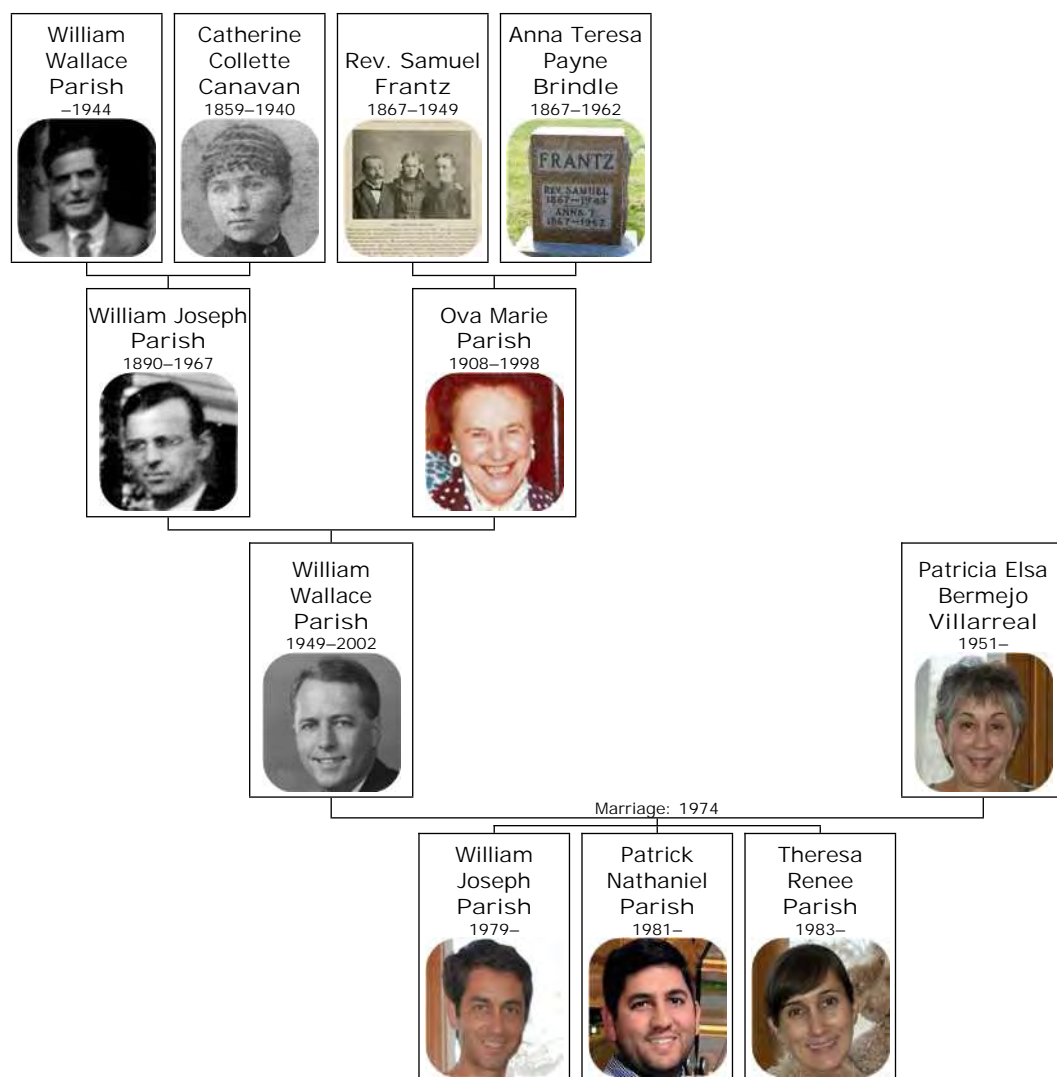 William
Wallace
Parish
–1944
Catherine
Collette
Canavan
1859–1940
Rev. Samuel
Frantz
1867–1949
Anna Teresa
Payne
Brindle
1867–1962
FRANTZ
REV. SAMUEL
1867–1949
ANNA T.
1867–1962
William Joseph
Parish
1890–1967
Ova Marie
Parish
1908–1998
William
Wallace
Parish
1949–2002
Patricia Elsa
Bermejo
Villarreal
1951–
Marriage: 1974
William
Joseph
Parish
1979–
Patrick
Nathaniel
Parish
1981–
Theresa
Renee
Parish
1983–